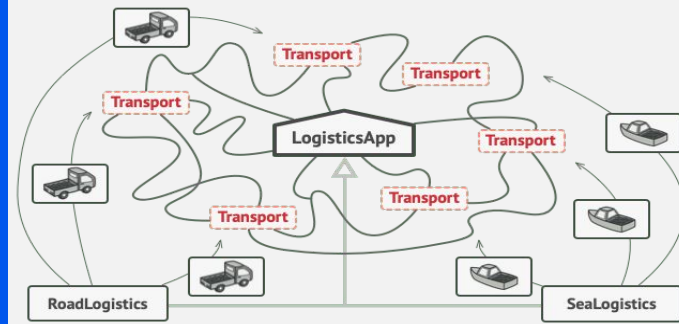 Transport
Transport
Transport
LogisticsApp
Transport
Transport
Transport
RoadLogistics
SeaLogistics